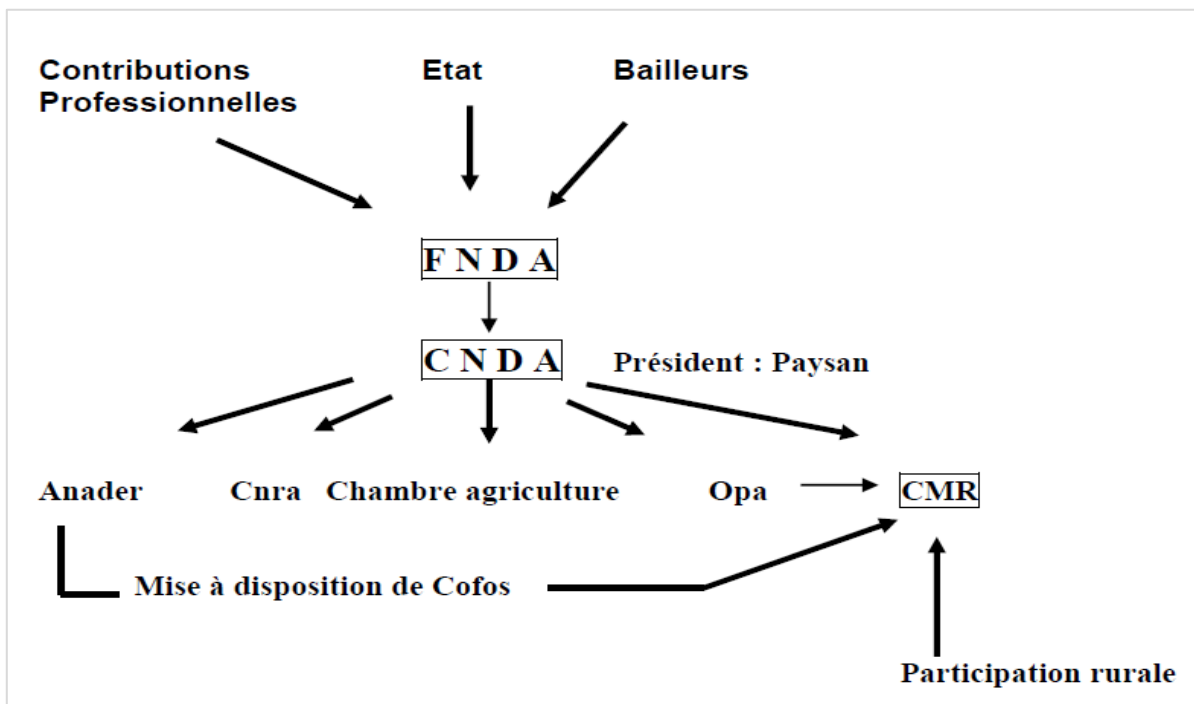 Contributions Professionnelles
Etat
Bailleurs
F N D A
C N D A
Président : Paysan
Anader
Cnra
Chambre agriculture
Opa
CMR
Mise à disposition de Cofos
Participation rurale